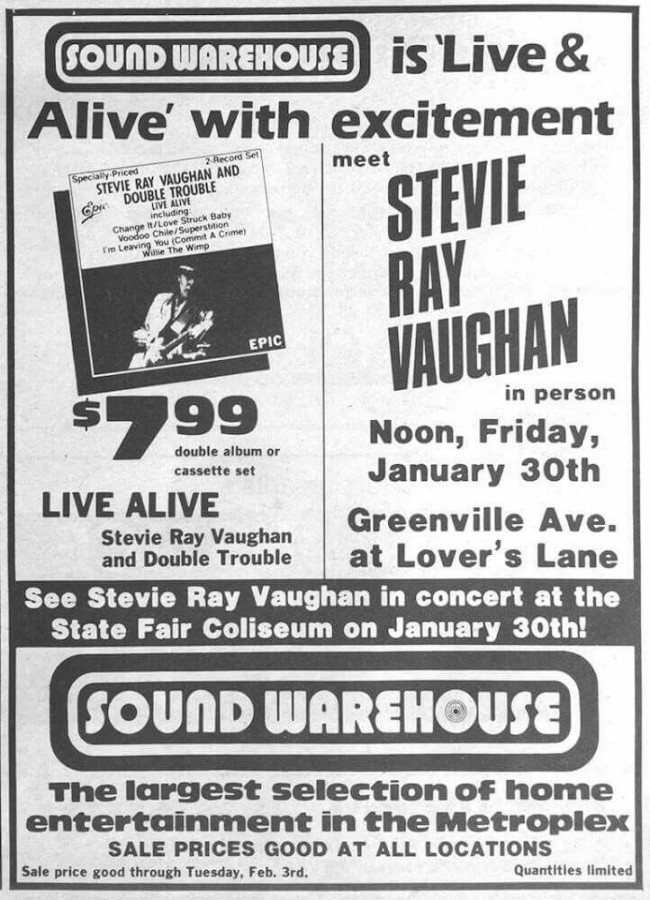 SOUND WAREHOUSE is 'Live &
Alive' with excitement
Specially-Priced 2-Record Set
STEVIE RAY VAUGHAN AND
DOUBLE TROUBLE
LIVE ALIVE
Epic
including:
Change It/Love Struck Baby
Voodoo Chile/Superstition
I'm Leaving You (Commit A Crime)
Willie The Wimp
EPIC
$7.99
double album or
cassette set
LIVE ALIVE
Stevie Ray Vaughan
and Double Trouble
meet
STEVIE
RAY
VAUGHAN
in person
Noon, Friday,
January 30th
Greenville Ave.
at Lover's Lane
See Stevie Ray Vaughan in concert at the
State Fair Coliseum on January 30th!
SOUND WAREHOUSE
The largest selection of home
entertainment in the Metroplex
SALE PRICES GOOD AT ALL LOCATIONS
Sale price good through Tuesday, Feb. 3rd. Quantities limited